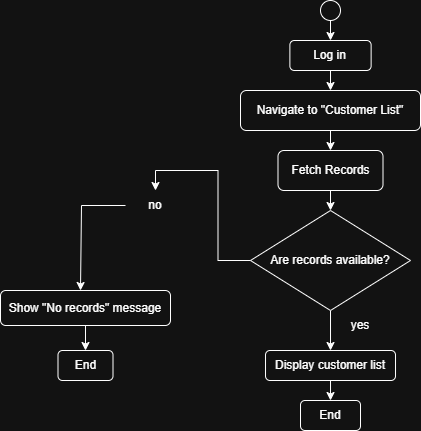 Log in
Navigate to "Customer List"
Fetch Records
Are records available?
no
yes
Show "No records" message
End
Display customer list
End